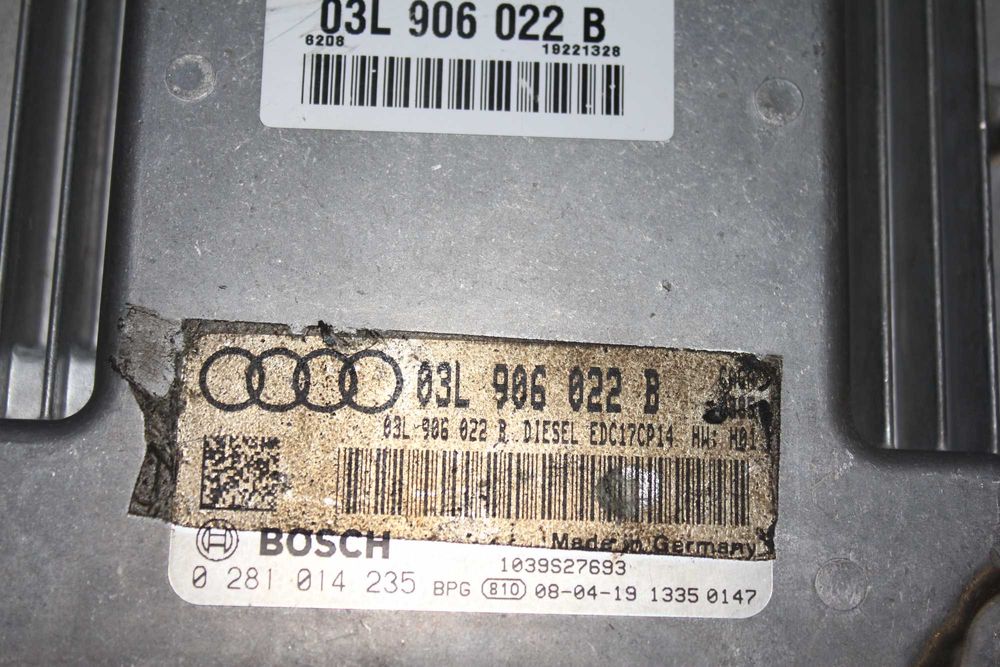 03L 906 022 B
6208 19221328
03L 906 022 B
03L 906 022 R DIESEL EDC17CP14 HW: H01
BOSCH Made in Germany
1039S27693
0 281 014 235 BPG 810 08-04-19 1335 0147